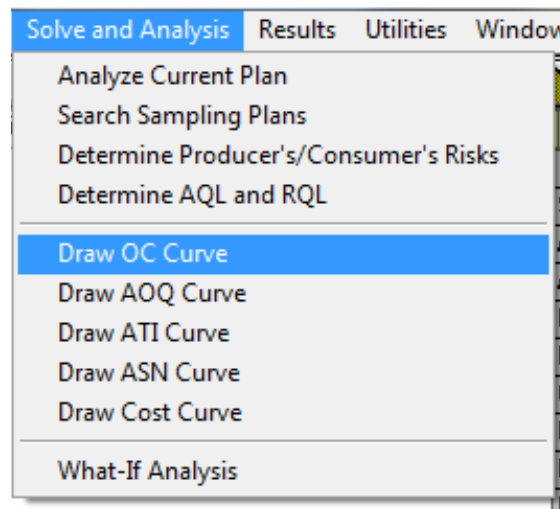 Solve and Analysis Results Utilities Window
Analyze Current Plan
Search Sampling Plans
Determine Producer's/Consumer's Risks
Determine AQL and RQL
Draw OC Curve
Draw AOQ Curve
Draw ATI Curve
Draw ASN Curve
Draw Cost Curve
What-If Analysis